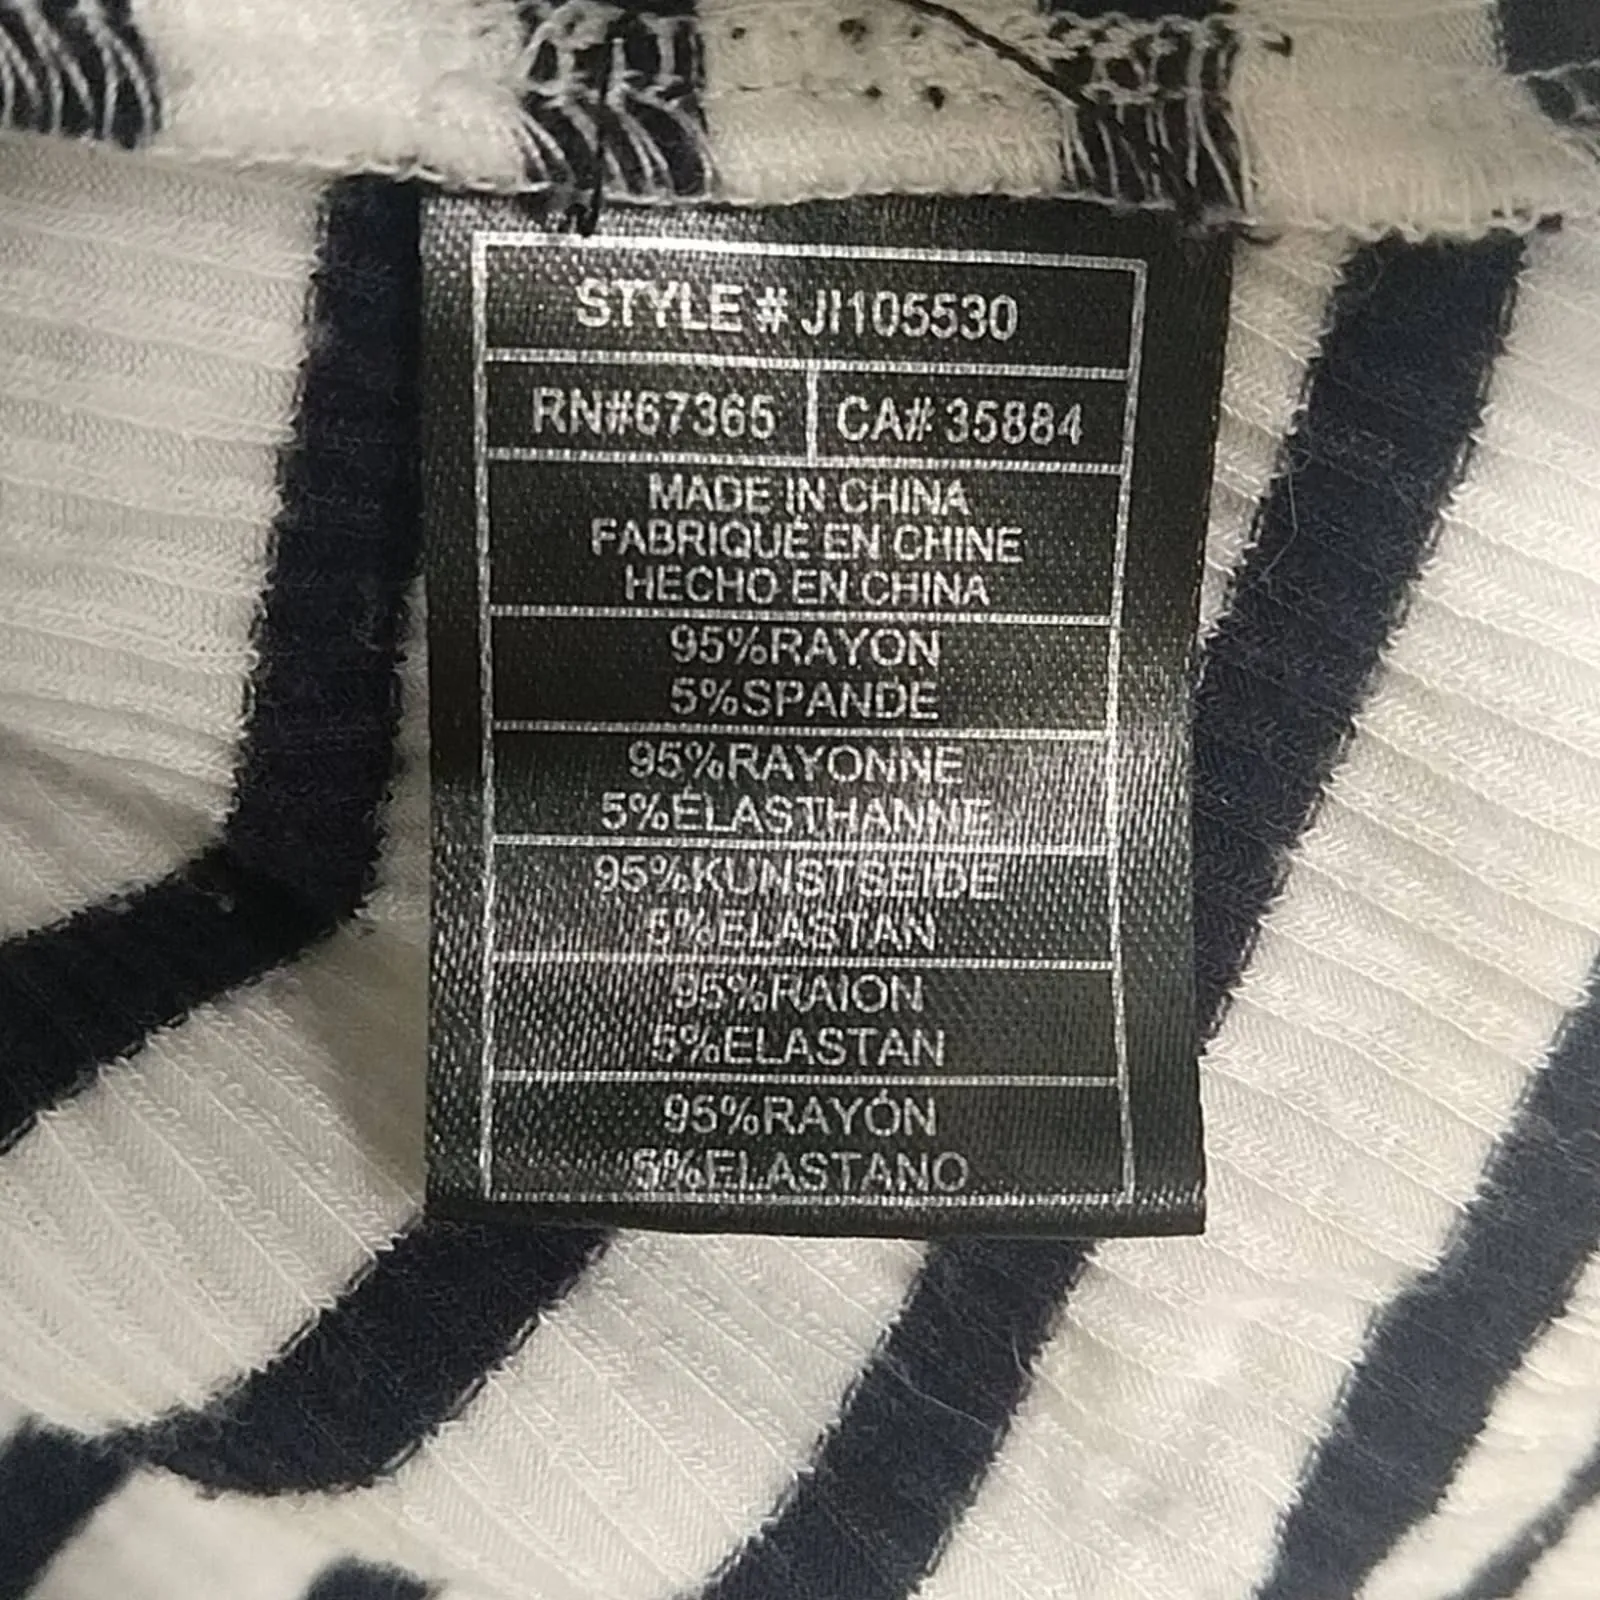 STYLE # JI105530
RN#67365 CA# 35884
MADE IN CHINA
FABRIQUÉ EN CHINE
HECHO EN CHINA
95%RAYON
5%SPANDE
95%RAYONNE
5%ÉLASTHANNE
95%KUNSTSEIDE
5%ELASTAN
95%RAION
5%ELASTAN
95%RAYÓN
5%ELASTANO